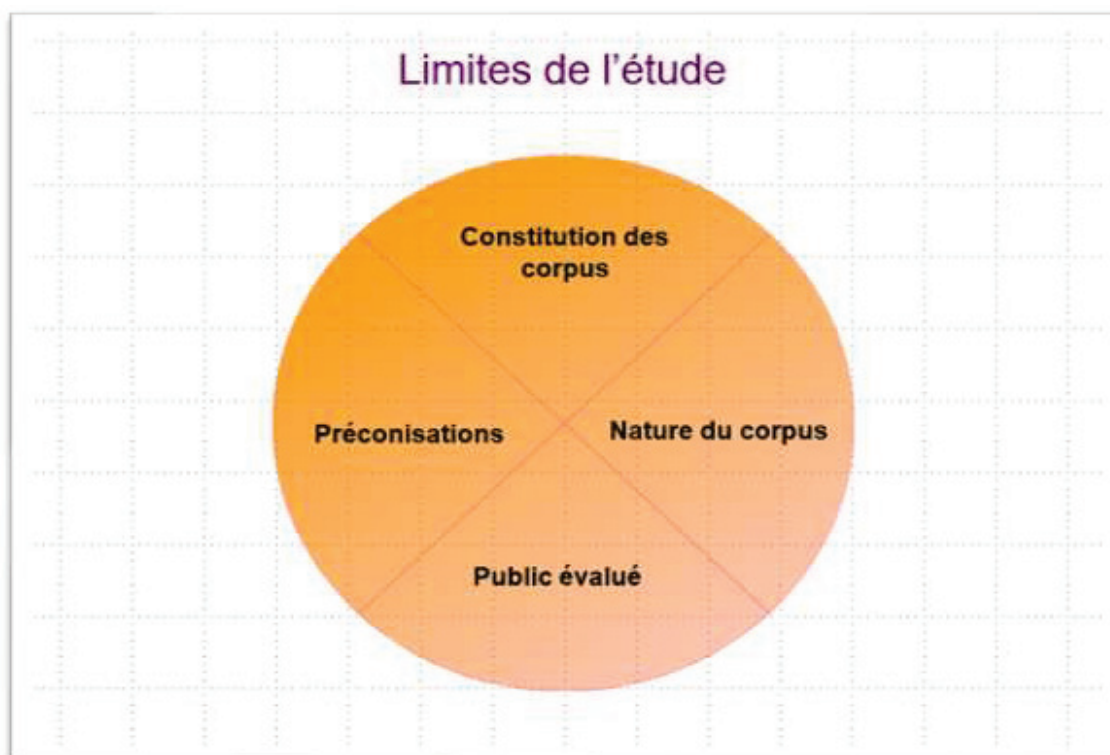 Limites de l'étude
Constitution des
corpus
Préconisations
Nature du corpus
Public évalué